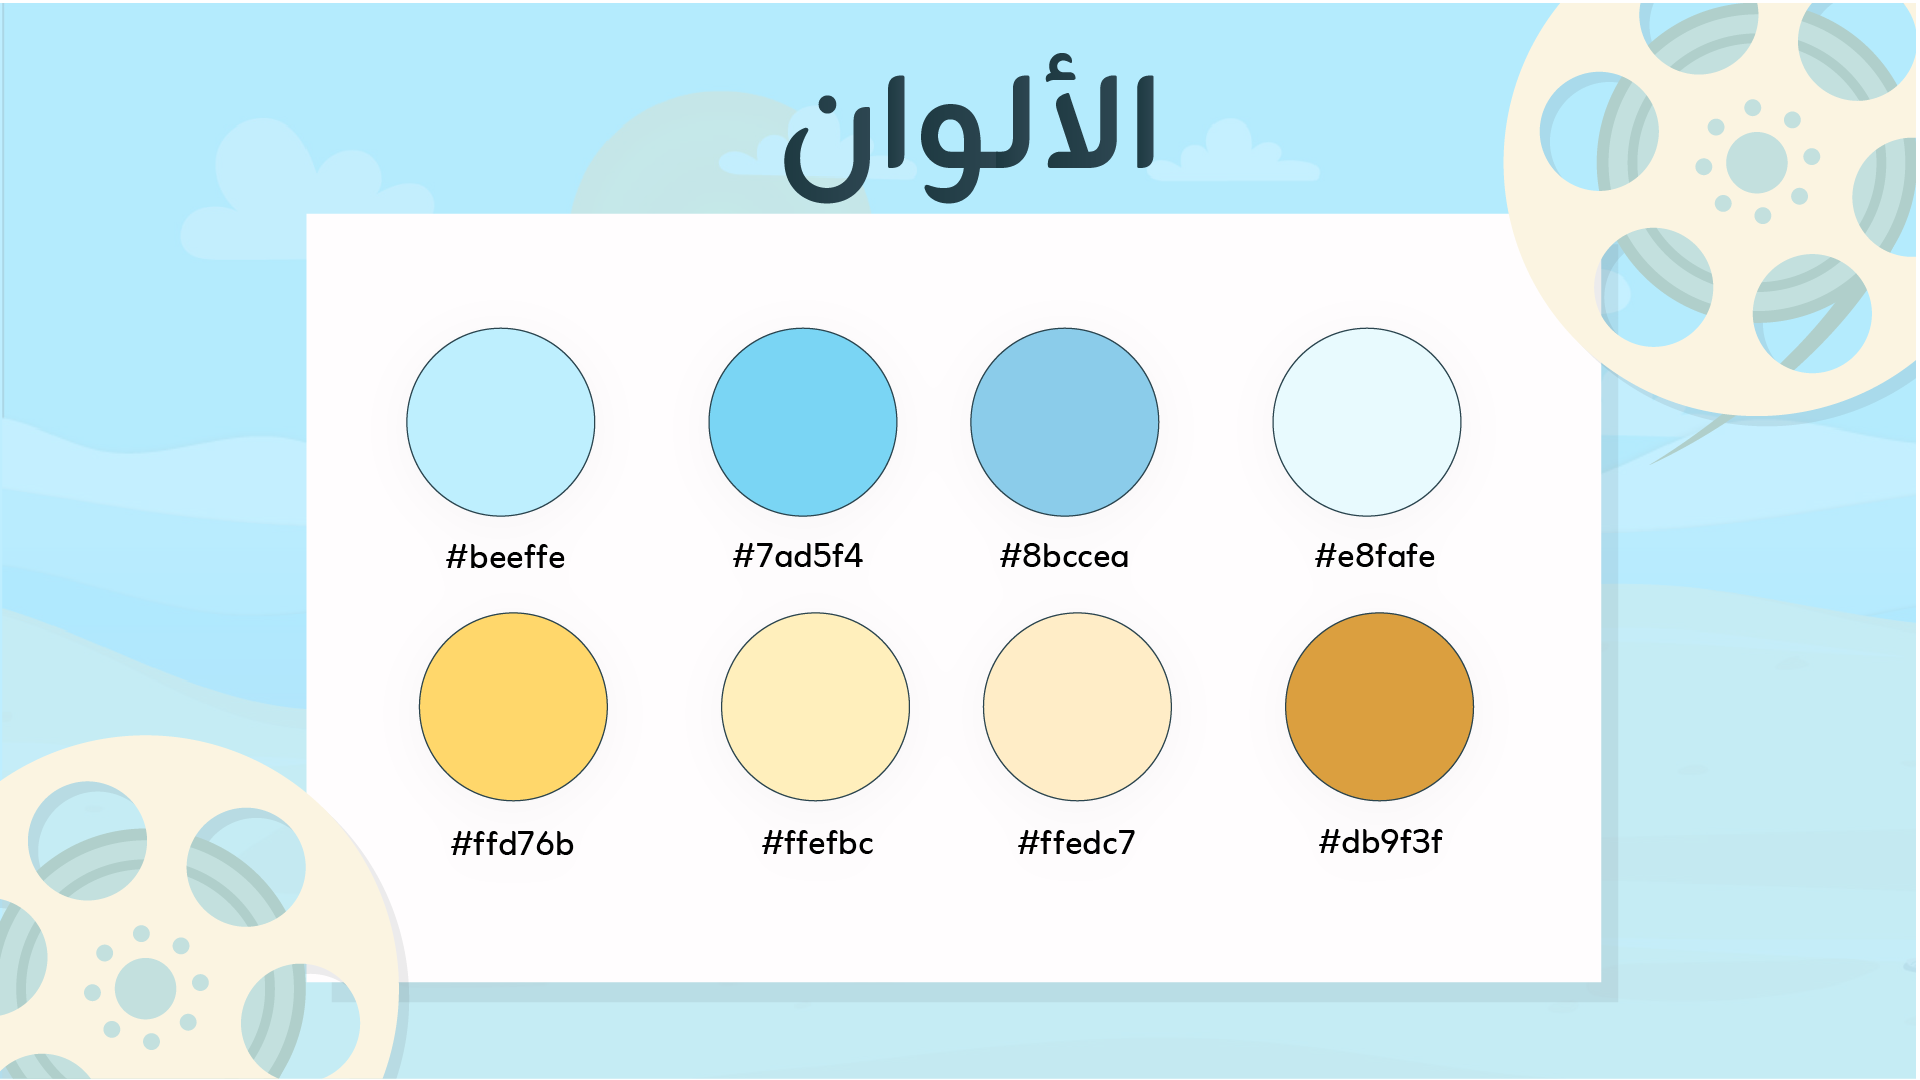 الألوان
#beeffe #7ad5f4 #8bccea #e8fafe
#ffd76b #ffefbc #ffedc7 #db9f3f